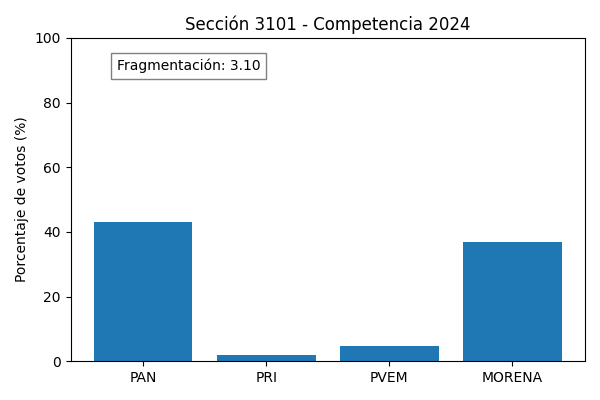 Sección 3101 - Competencia 2024
Fragmentación: 3.10
Porcentaje de votos (%)
100
80
60
40
20
0
PAN PRI PVEM MORENA